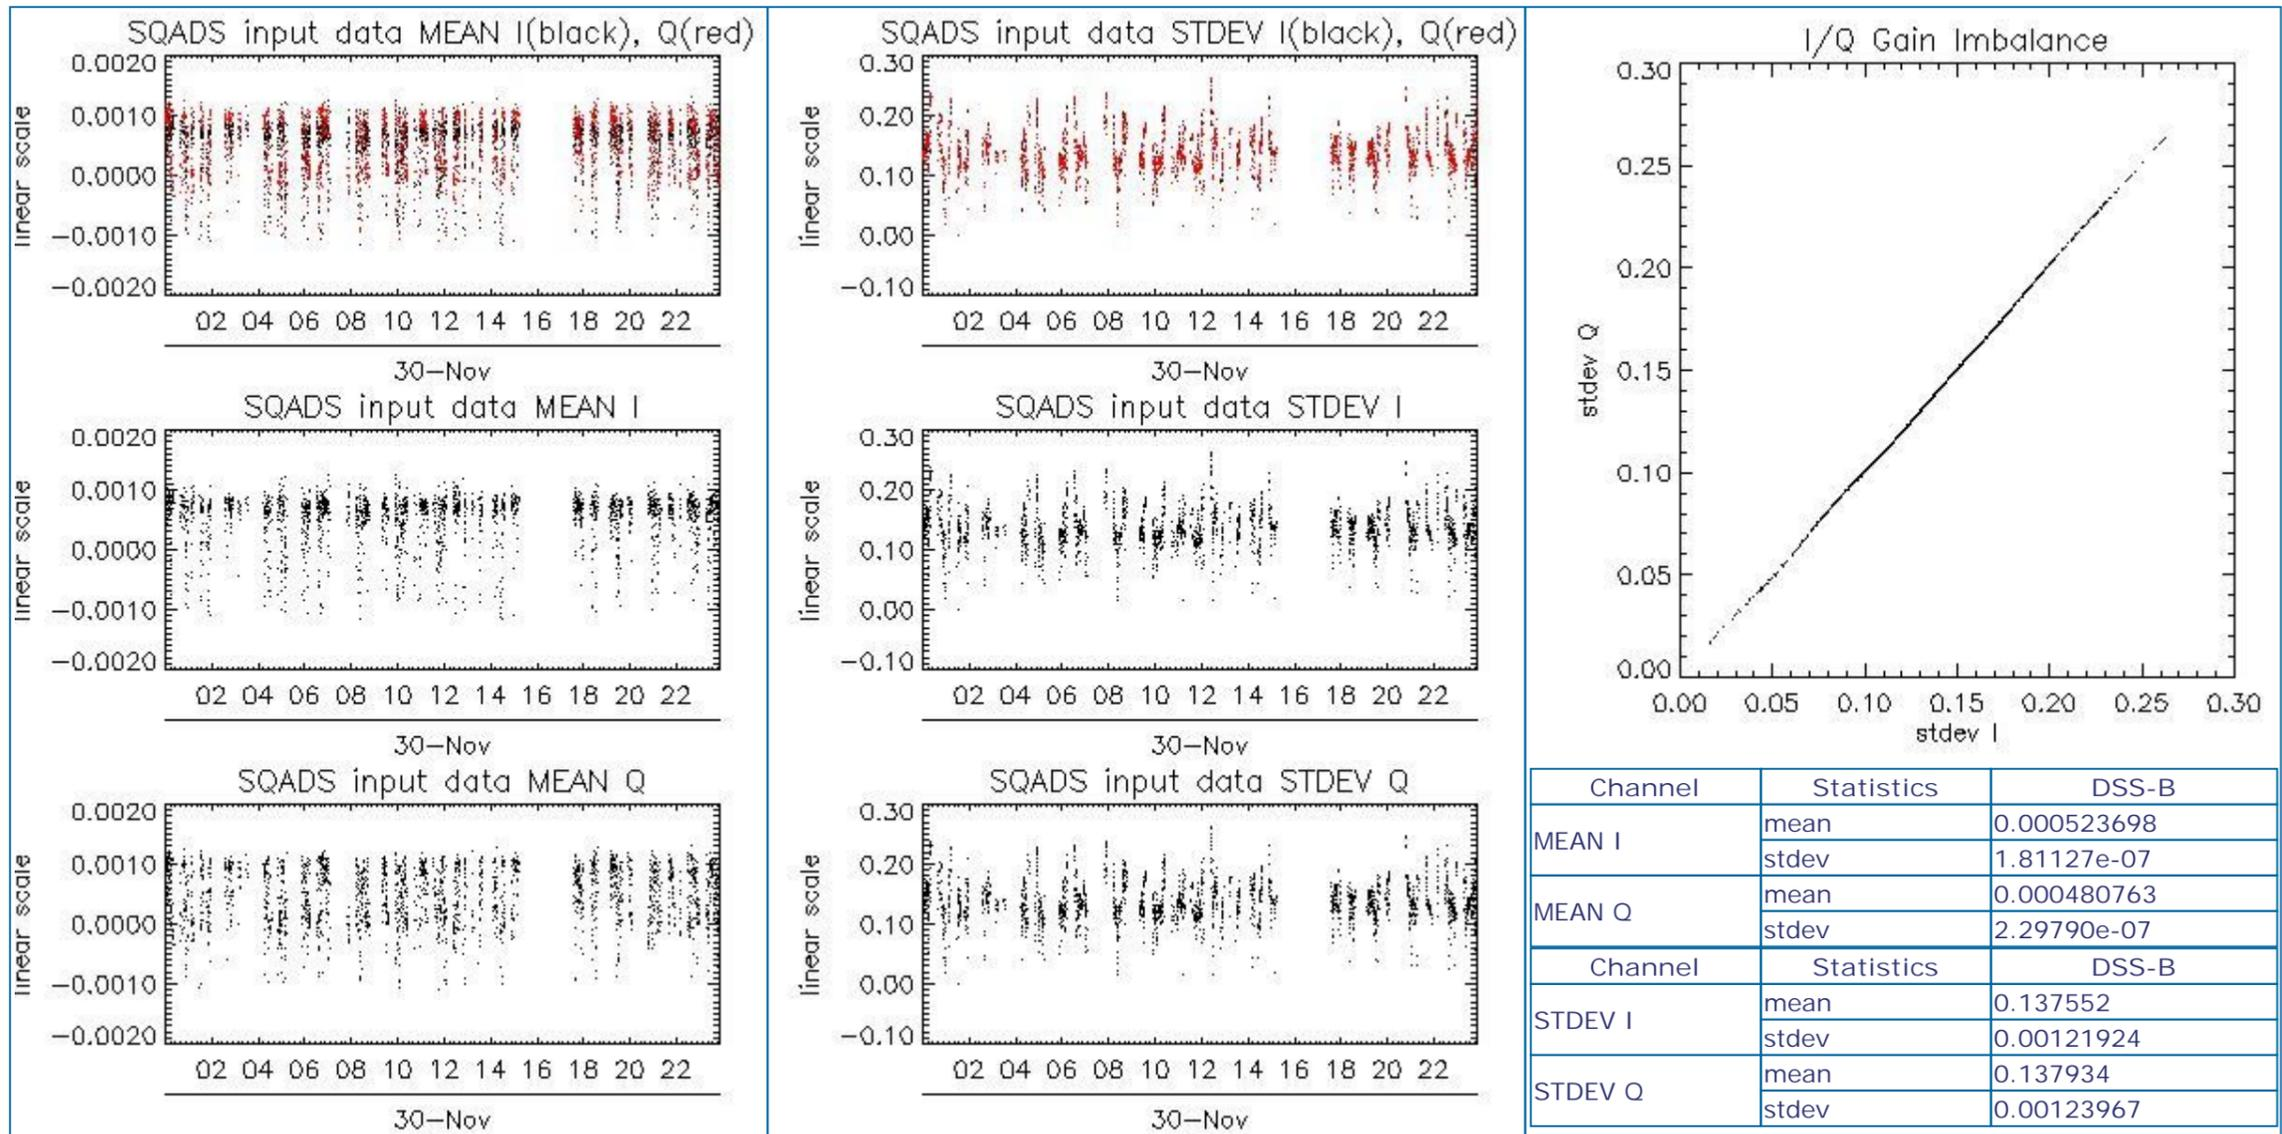 SQADS input data MEAN I(black), Q(red)
linear scale
0.0020
0.0010
0.0000
−0.0010
−0.0020
02 04 06 08 10 12 14 16 18 20 22
30−Nov
SQADS input data MEAN I
linear scale
0.0020
0.0010
0.0000
−0.0010
−0.0020
02 04 06 08 10 12 14 16 18 20 22
30−Nov
SQADS input data MEAN Q
linear scale
0.0020
0.0010
0.0000
−0.0010
−0.0020
02 04 06 08 10 12 14 16 18 20 22
30−Nov
SQADS input data STDEV I(black), Q(red)
linear scale
0.30
0.20
0.10
0.00
−0.10
02 04 06 08 10 12 14 16 18 20 22
30−Nov
SQADS input data STDEV I
linear scale
0.30
0.20
0.10
0.00
−0.10
02 04 06 08 10 12 14 16 18 20 22
30−Nov
SQADS input data STDEV Q
linear scale
0.30
0.20
0.10
0.00
−0.10
02 04 06 08 10 12 14 16 18 20 22
30−Nov
I/Q Gain Imbalance
stdev Q
0.30
0.25
0.20
0.15
0.10
0.05
0.00
0.00 0.05 0.10 0.15 0.20 0.25 0.30
stdev I
Channel Statistics DSS-B
MEAN I mean 0.000523698
stdev 1.81127e-07
MEAN Q mean 0.000480763
stdev 2.29790e-07
Channel Statistics DSS-B
STDEV I mean 0.137552
stdev 0.00121924
STDEV Q mean 0.137934
stdev 0.00123967